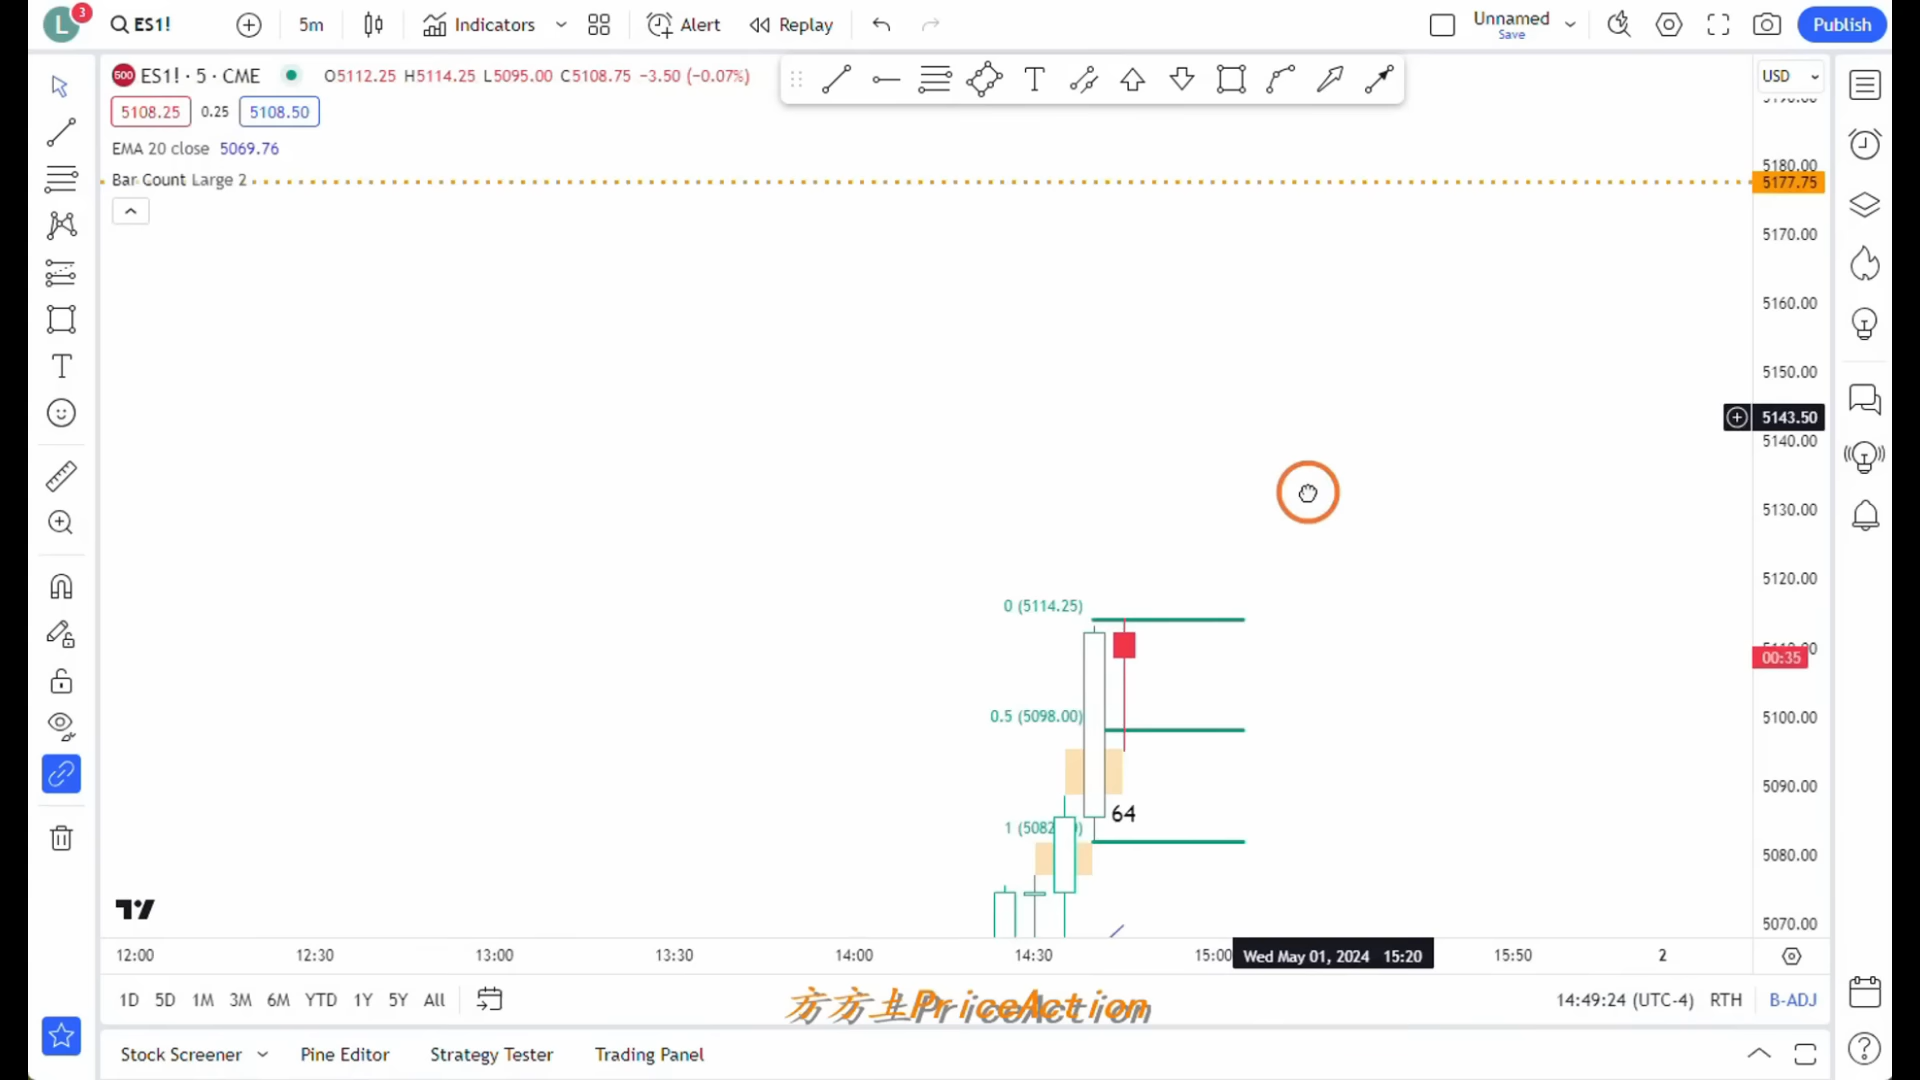 L 3 ES1! 5m Indicators Alert Replay Unnamed Save Publish
500 ES1! · 5 · CME O5112.25 H5114.25 L5095.00 C5108.75 −3.50 (−0.07%) USD
5108.25 0.25 5108.50
EMA 20 close 5069.76
Bar Count Large 2
5180.00
5177.75
5170.00
5160.00
5150.00
5143.50
5140.00
5130.00
5120.00
0 (5114.25)
00:35
0.5 (5098.00)
5100.00
5090.00
64
1 (5082
5080.00
5070.00
12:00 12:30 13:00 13:30 14:00 14:30 15:00 Wed May 01, 2024 15:20 15:50 2
1D 5D 1M 3M 6M YTD 1Y 5Y All 14:49:24 (UTC-4) RTH B-ADJ
方方土PriceAction
Stock Screener Pine Editor Strategy Tester Trading Panel